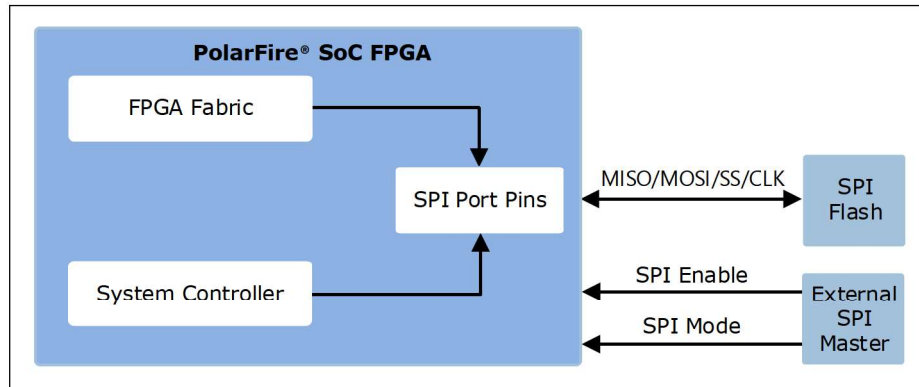 PolarFire® SoC FPGA
FPGA Fabric
SPI Port Pins
System Controller
MISO/MOSI/SS/CLK
SPI
Flash
SPI Enable
SPI Mode
External
SPI
Master